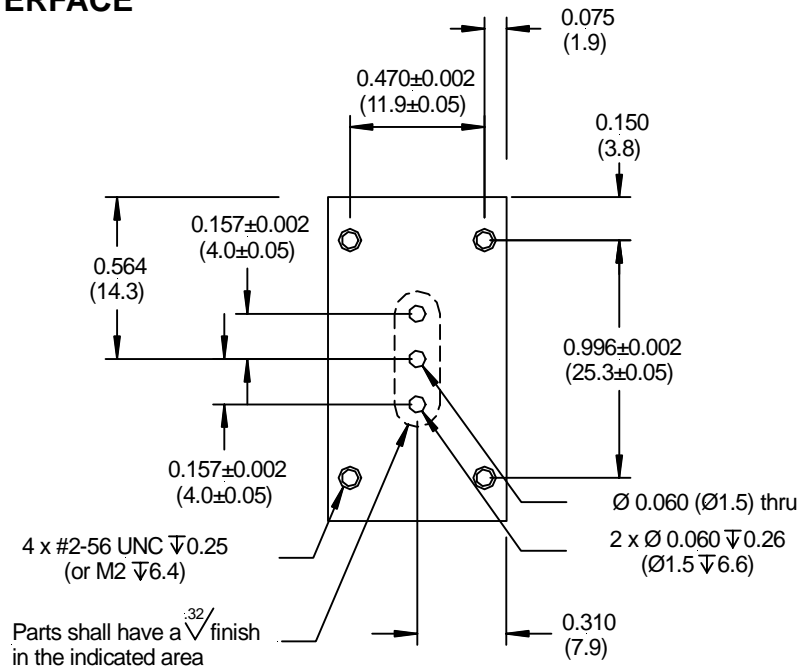 ERFACE
0.075
(1.9)
0.470±0.002
(11.9±0.05)
0.150
(3.8)
0.157±0.002
(4.0±0.05)
0.564
(14.3)
0.996±0.002
(25.3±0.05)
0.157±0.002
(4.0±0.05)
Ø 0.060 (Ø1.5) thru
4 x #2-56 UNC ↧0.25
(or M2 ↧6.4)
2 x Ø 0.060 ↧0.26
(Ø1.5 ↧6.6)
Parts shall have a .32/ finish
in the indicated area
0.310
(7.9)